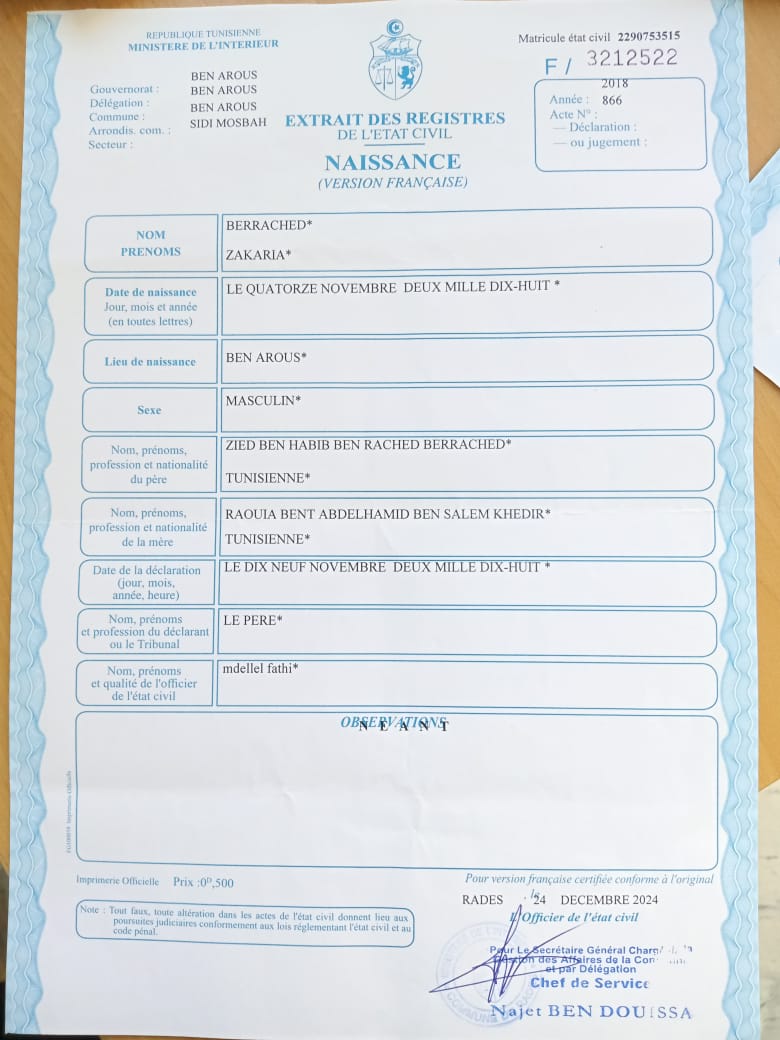 REPUBLIQUE TUNISIENNE
MINISTERE DE L'INTERIEUR
Matricule état civil 2290753515
F / 3212522
Gouvernorat : BEN AROUS
Délégation : BEN AROUS
Commune : BEN AROUS
Arrondis. com. : SIDI MOSBAH
Secteur :
2018
Année : 866
Acte N° :
— Déclaration :
— ou jugement :
EXTRAIT DES REGISTRES
DE L'ETAT CIVIL
NAISSANCE
(VERSION FRANÇAISE)
NOM BERRACHED*
PRENOMS ZAKARIA*
Date de naissance
Jour, mois et année
(en toutes lettres)
LE QUATORZE NOVEMBRE DEUX MILLE DIX-HUIT *
Lieu de naissance BEN AROUS*
Sexe MASCULIN*
Nom, prénoms,
profession et nationalité
du père
ZIED BEN HABIB BEN RACHED BERRACHED*
TUNISIENNE*
Nom, prénoms,
profession et nationalité
de la mère
RAOUIA BENT ABDELHAMID BEN SALEM KHEDIR*
TUNISIENNE*
Date de la déclaration
(jour, mois,
année, heure)
LE DIX NEUF NOVEMBRE DEUX MILLE DIX-HUIT *
Nom, prénoms
et profession du déclarant
ou le Tribunal
LE PERE*
Nom, prénoms
et qualité de l'officier
de l'état civil
mdellel fathi*
OBSERVATIONS
N E A N T
Imprimerie Officielle Prix :0ᴰ,500
Note : Tout faux, toute altération dans les actes de l'état civil donnent lieu aux
poursuites judiciaires conformement aux lois réglementant l'état civil et au
code pénal.
Pour version française certifiée conforme à l'original
RADES 24 DECEMBRE 2024
L'Officier de l'état civil
Pour Le Secrétaire Général
des Affaires de la
et par Délégation
Chef de Service
Najet BEN DOUISSA